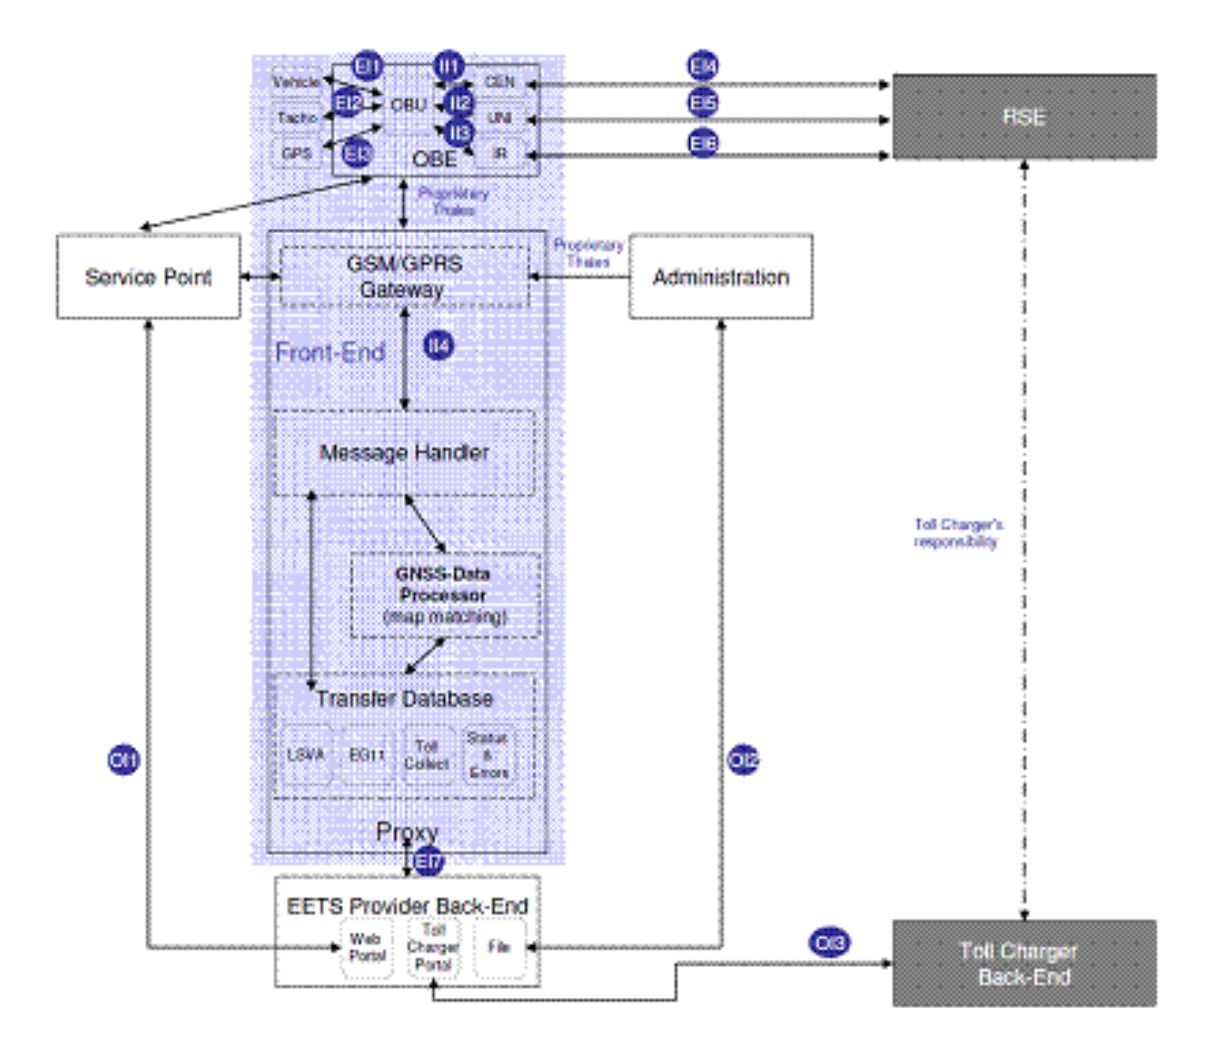 EI1
II1
EI4
Vehicle
CEN
EI2
OBU
II2
EI5
RSE
Tacho
UNI
II3
EI6
GPS
EI3
OBE
IR
Proprietary
Thales
Service Point
GSM/GPRS
Gateway
Proprietary
Thales
Administration
Front-End
II4
Message Handler
Toll Charger's
responsibility
GNSS-Data
Processor
(map matching)
Transfer Database
LSVA
EG11
Toll
Collect
Status
&
Errors
OI1
OI2
Proxy
EI7
EETS Provider Back-End
Web
Portal
Toll
Charger
Portal
File
OI3
Toll Charger
Back-End